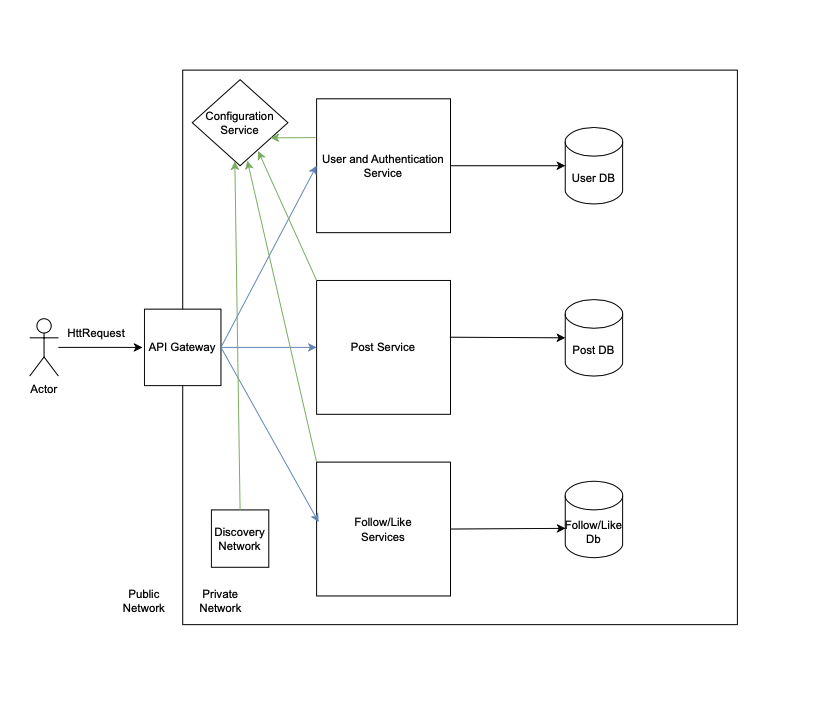 Configuration
Service
User and Authentication
Service
User DB
HttRequest
API Gateway
Post Service
Post DB
Actor
Discovery
Network
Follow/Like
Services
Follow/Like
Db
Public
Network
Private
Network